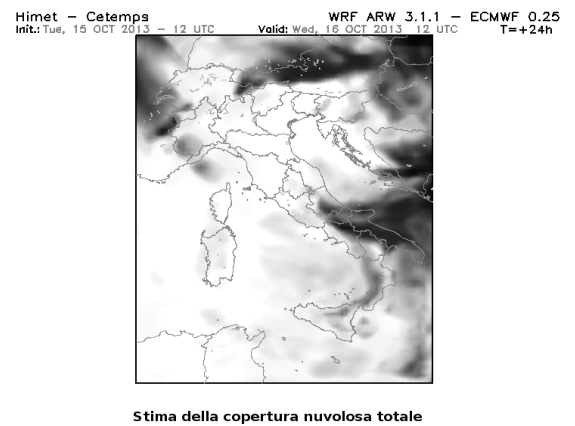 Himet – Cetemps WRF ARW 3.1.1 – ECMWF 0.25
Init.: Tue, 15 OCT 2013 – 12 UTC Valid: Wed, 16 OCT 2013 12 UTC T=+24h
Stima della copertura nuvolosa totale